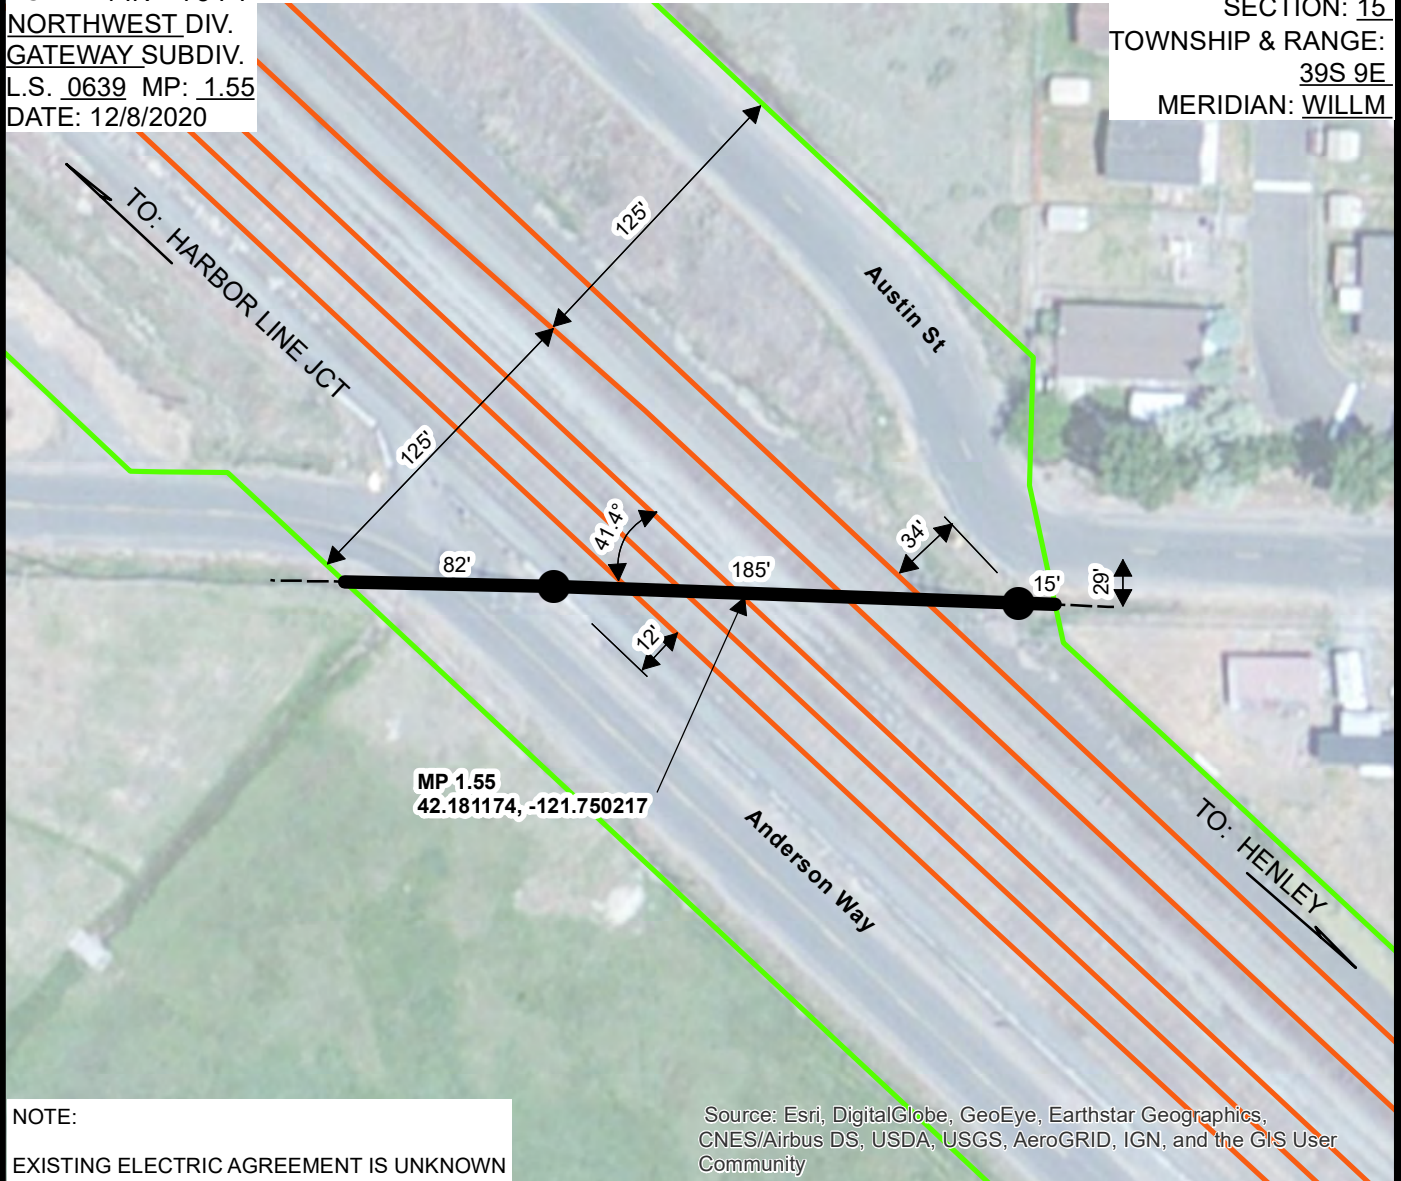 NORTHWEST DIV.
GATEWAY SUBDIV.
L.S. 0639 MP: 1.55
DATE: 12/8/2020
SECTION: 15
TOWNSHIP & RANGE:
39S 9E
MERIDIAN: WILLM
TO: HARBOR LINE JCT
125'
Austin St
125'
41.4°
34'
82'
185'
15'
29'
12'
MP 1.55
42.181174, -121.750217
Anderson Way
TO: HENLEY
NOTE:
EXISTING ELECTRIC AGREEMENT IS UNKNOWN
Source: Esri, DigitalGlobe, GeoEye, Earthstar Geographics,
CNES/Airbus DS, USDA, USGS, AeroGRID, IGN, and the GIS User
Community